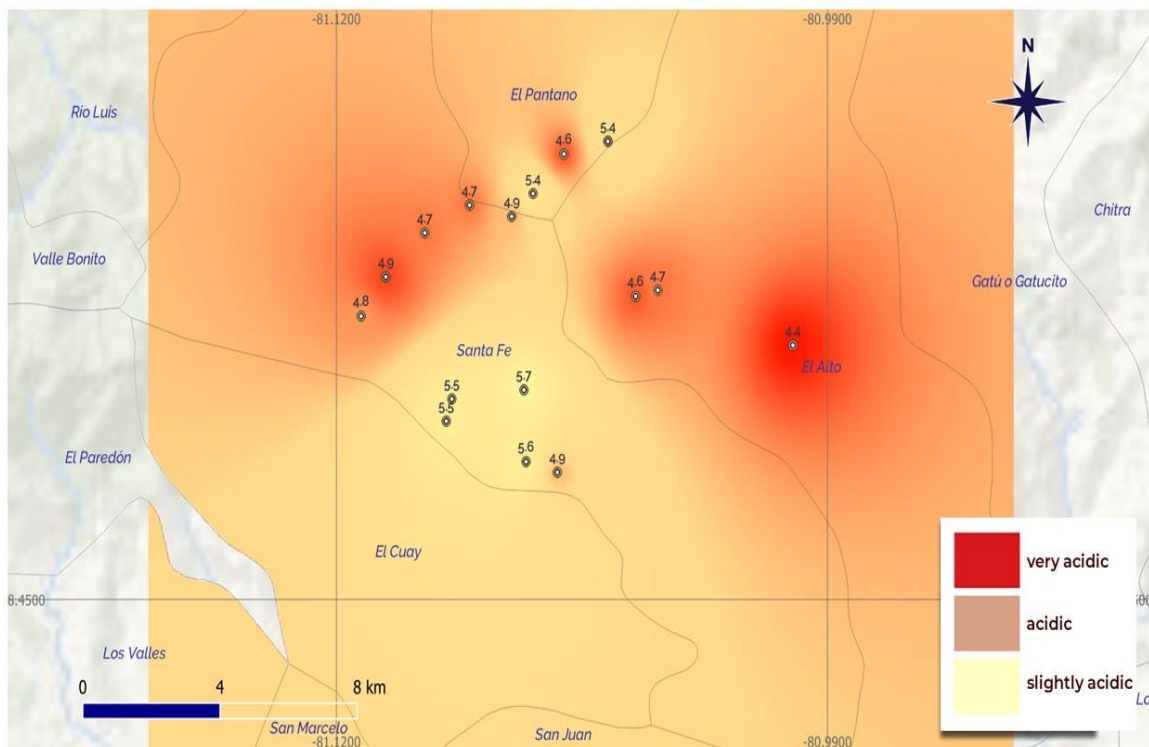 -81.1200
-80.9900
N
El Pantano
Rio Luis
5.4
4.6
5.4
4.7
4.9
Chitra
4.7
Valle Bonito
4.9
Gatú o Gatucito
4.6
4.7
4.8
4.4
Santa Fe
El Alto
5.7
5.5
5.5
5.6
4.9
El Paredón
very acidic
El Cuay
8.4500
acidic
Los Valles
slightly acidic
0
4
8 km
San Marcelo
San Juan
-81.1200
-80.9900